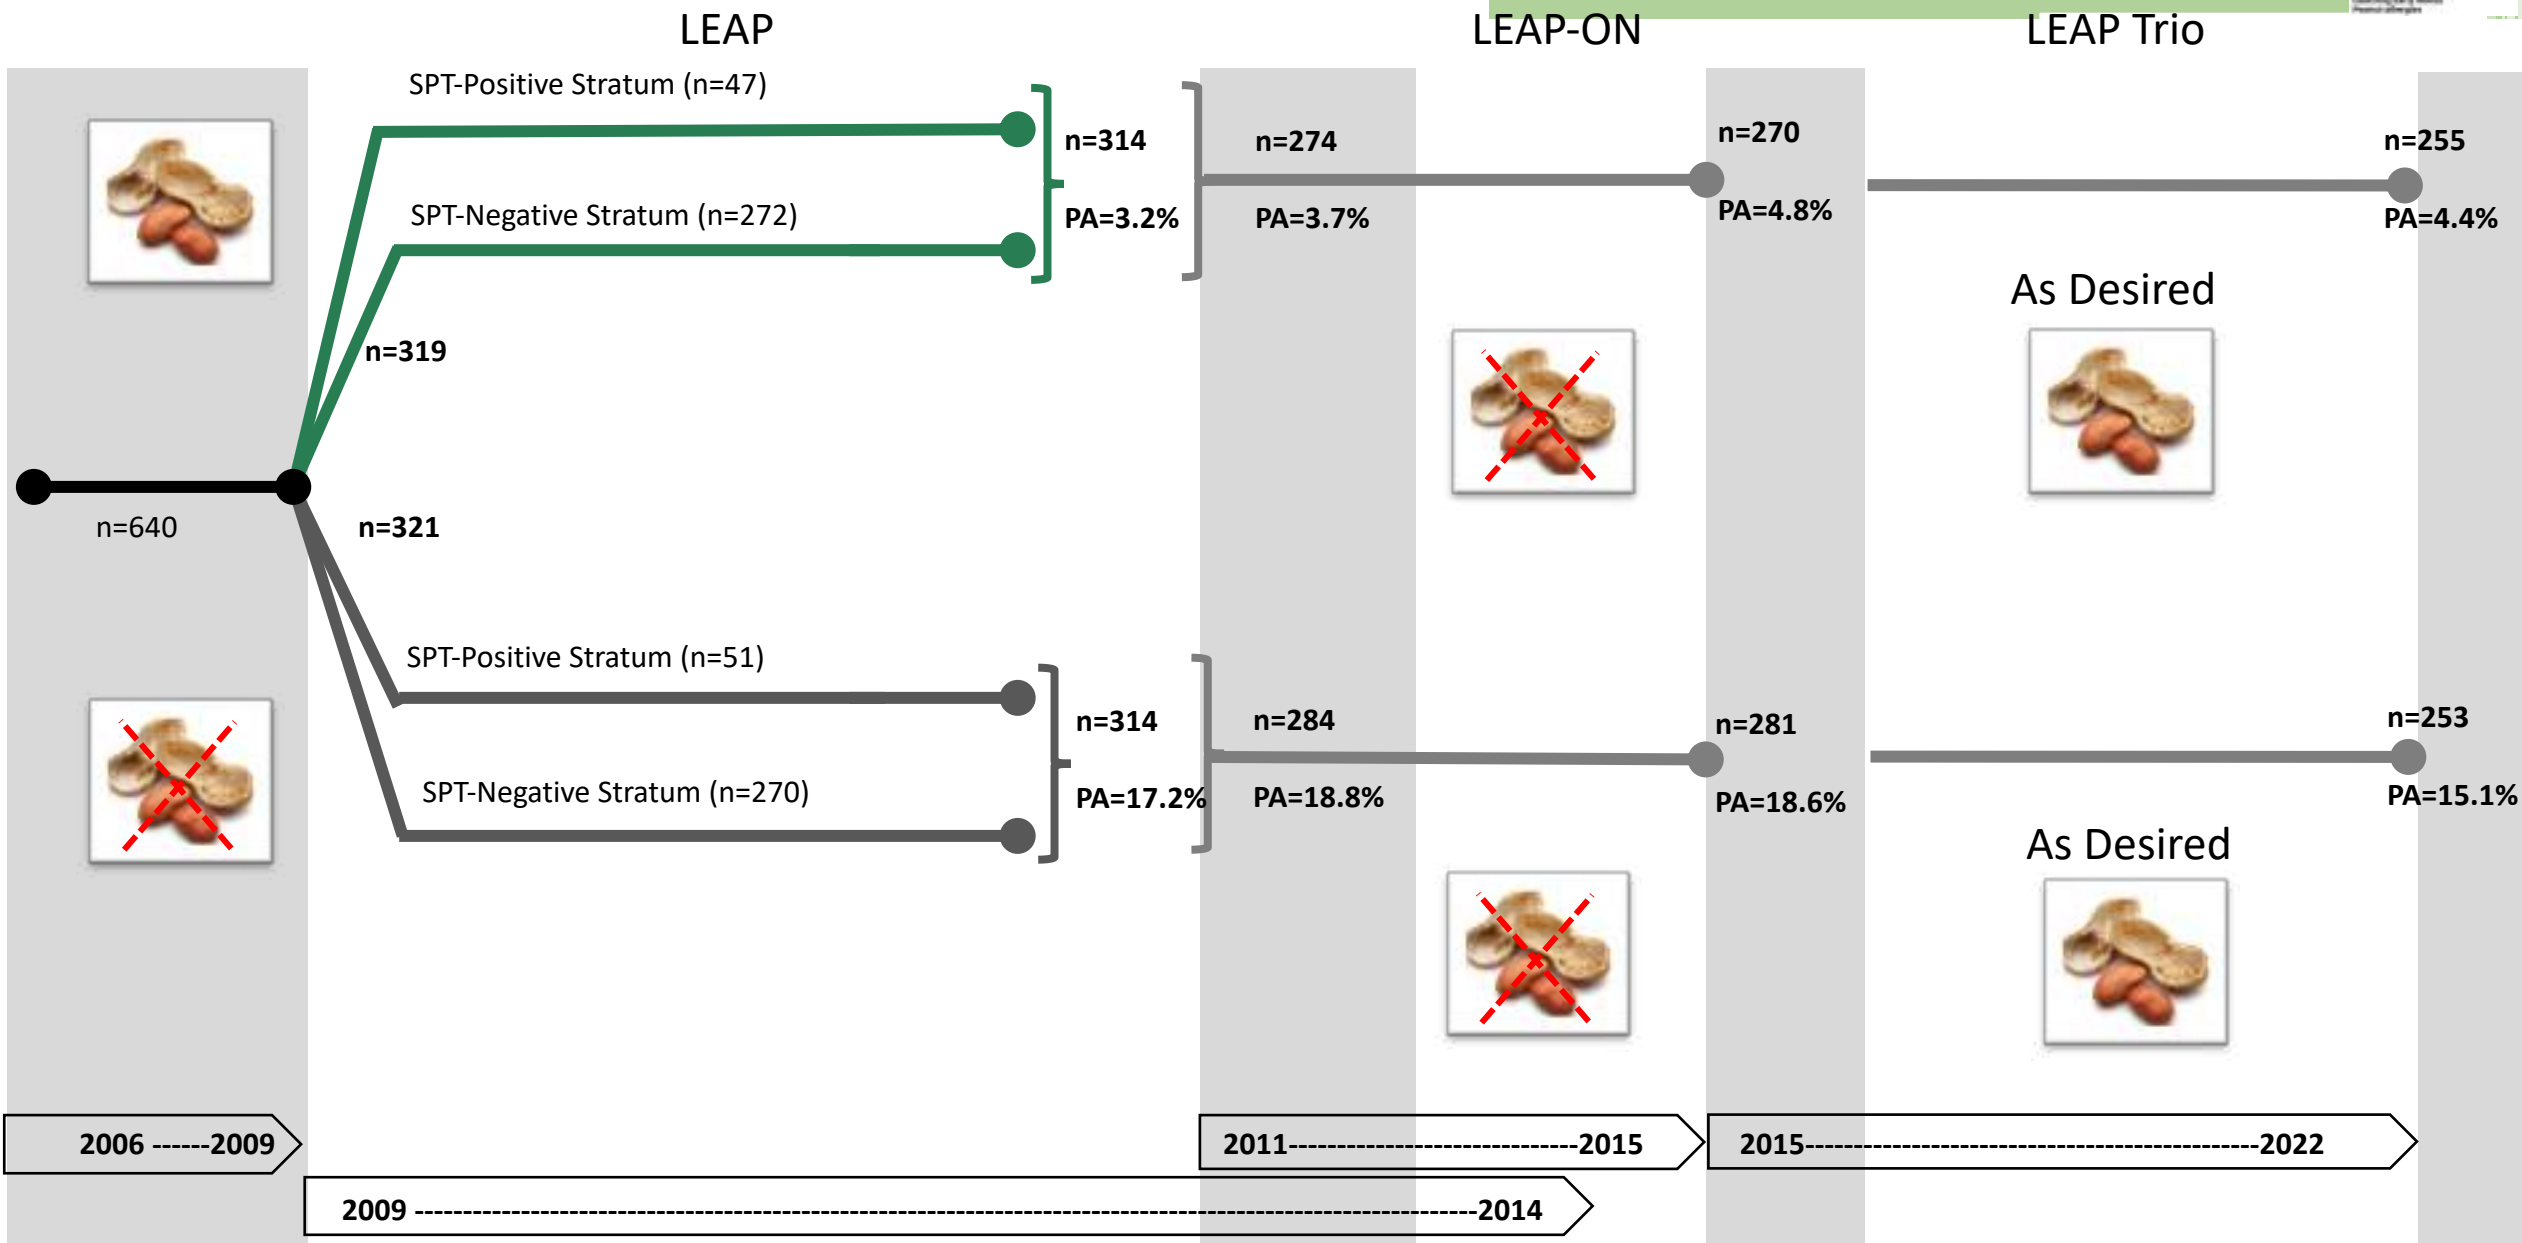 LEAP
LEAP-ON
LEAP Trio
SPT-Positive Stratum (n=47)
SPT-Negative Stratum (n=272)
n=319
n=314
PA=3.2%
n=274
PA=3.7%
n=270
PA=4.8%
n=255
PA=4.4%
As Desired
n=640
n=321
SPT-Positive Stratum (n=51)
SPT-Negative Stratum (n=270)
n=314
PA=17.2%
n=284
PA=18.8%
n=281
PA=18.6%
n=253
PA=15.1%
As Desired
2006 ------2009
2011------------------------------2015
2015-----------------------------------------------2022
2009 --------------------------------------------------------------------------------------------------------------2014